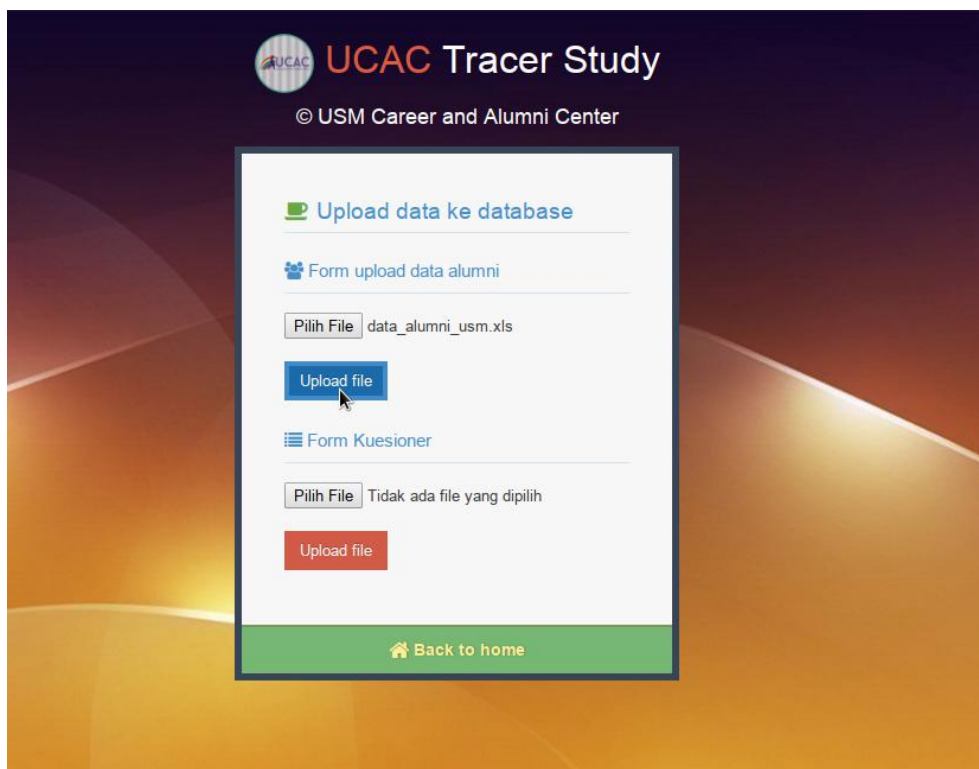 UCAC UCAC Tracer Study
© USM Career and Alumni Center
Upload data ke database
Form upload data alumni
Pilih File data_alumni_usm.xls
Upload file
Form Kuesioner
Pilih File Tidak ada file yang dipilih
Upload file
Back to home